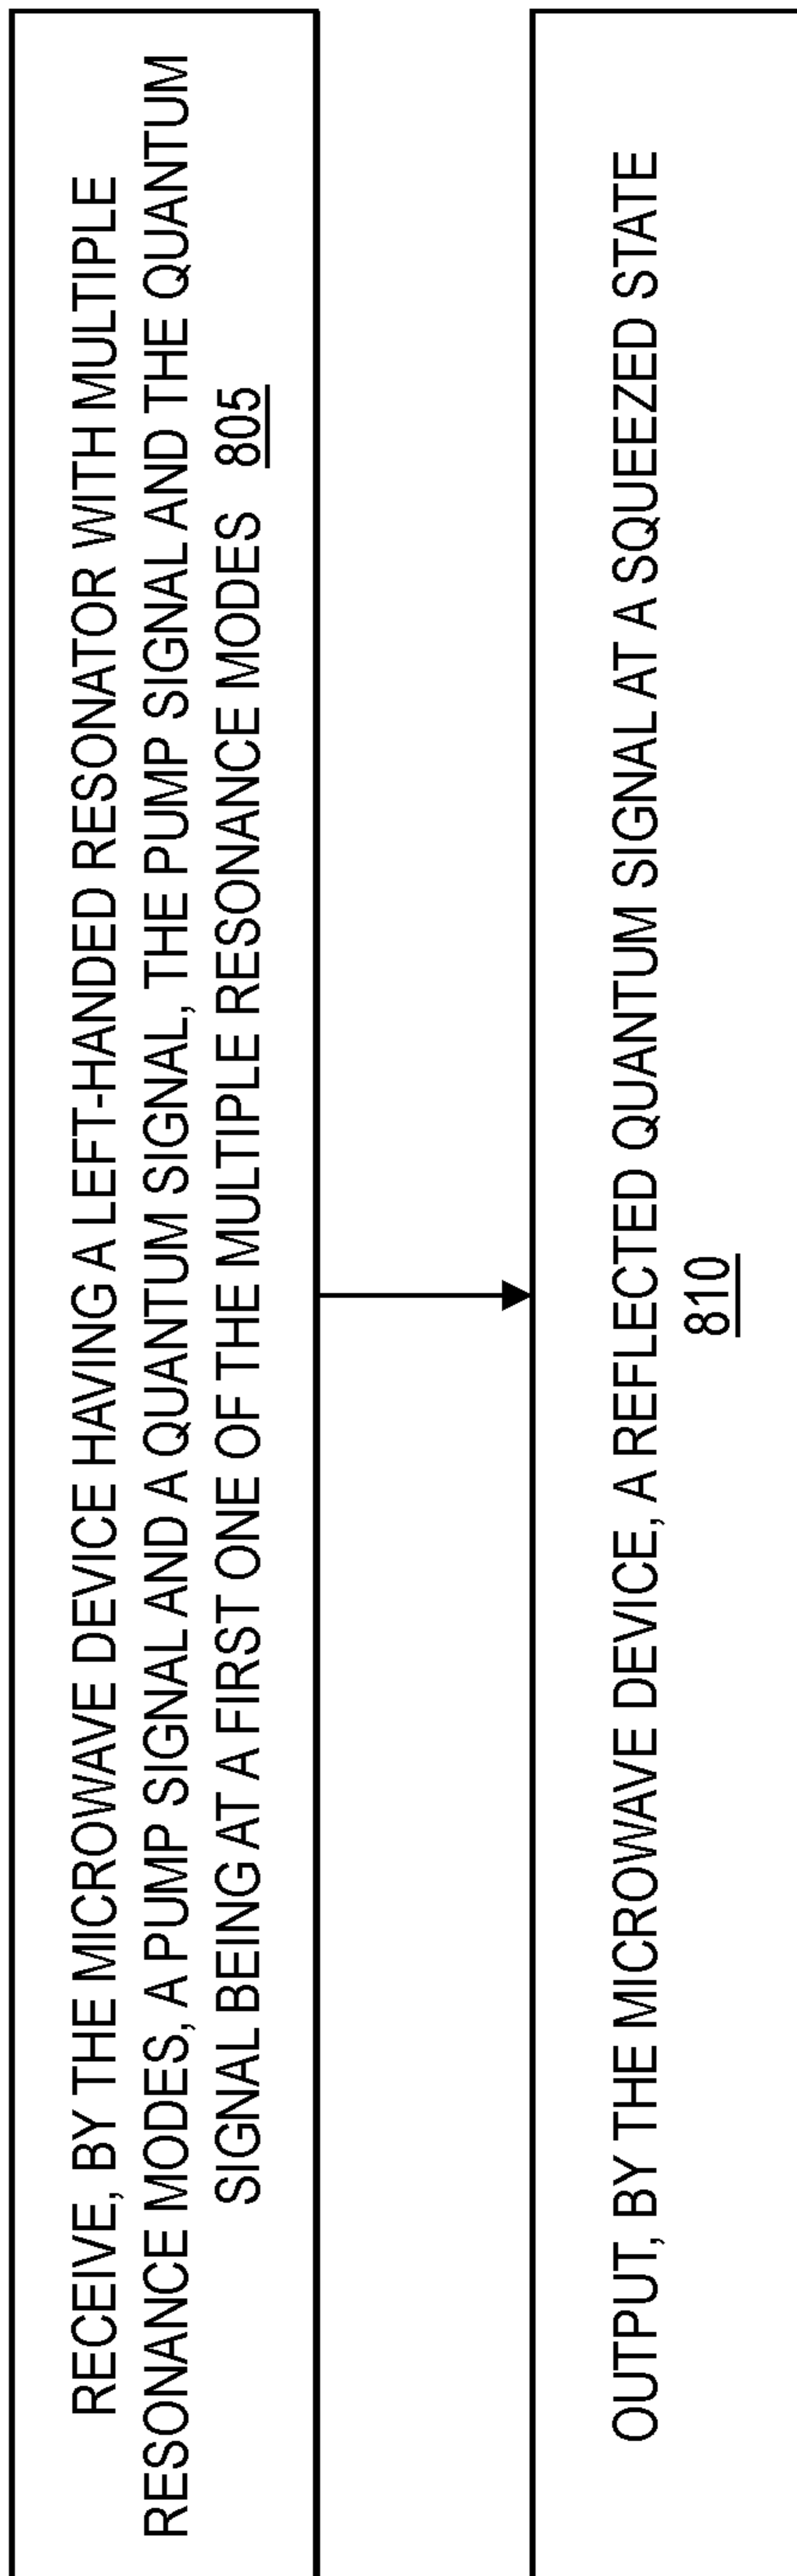 RECEIVE, BY THE MICROWAVE DEVICE HAVING A LEFT-HANDED RESONATOR WITH MULTIPLE
RESONANCE MODES, A PUMP SIGNAL AND A QUANTUM SIGNAL, THE PUMP SIGNAL AND THE QUANTUM
SIGNAL BEING AT A FIRST ONE OF THE MULTIPLE RESONANCE MODES 805
OUTPUT, BY THE MICROWAVE DEVICE, A REFLECTED QUANTUM SIGNAL AT A SQUEEZED STATE
810